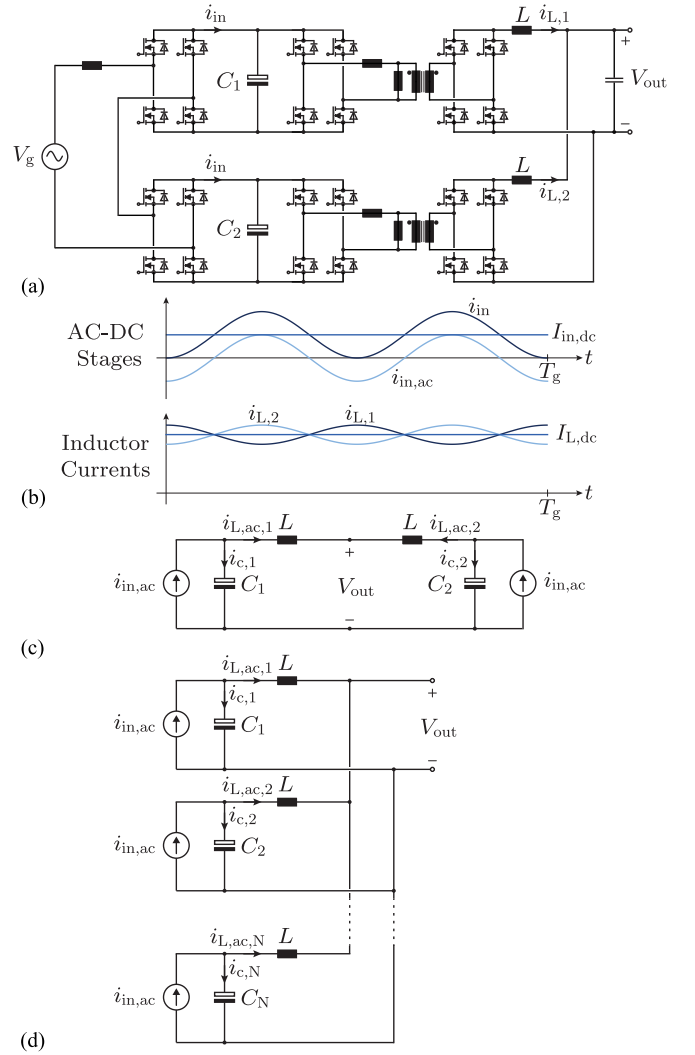 i_in
L
i_L,1
C_1
+
V_out
−
V_g
i_in
L
i_L,2
C_2
(a)
AC-DC
Stages
i_in
I_in,dc
t
T_g
i_in,ac
Inductor
Currents
i_L,2
i_L,1
I_L,dc
t
T_g
(b)
i_L,ac,1
L
L
i_L,ac,2
i_in,ac
i_c,1
C_1
+
V_out
−
i_c,2
C_2
i_in,ac
(c)
i_L,ac,1
L
i_in,ac
i_c,1
C_1
+
V_out
−
i_L,ac,2
L
i_in,ac
i_c,2
C_2
i_L,ac,N
L
i_in,ac
i_c,N
C_N
(d)